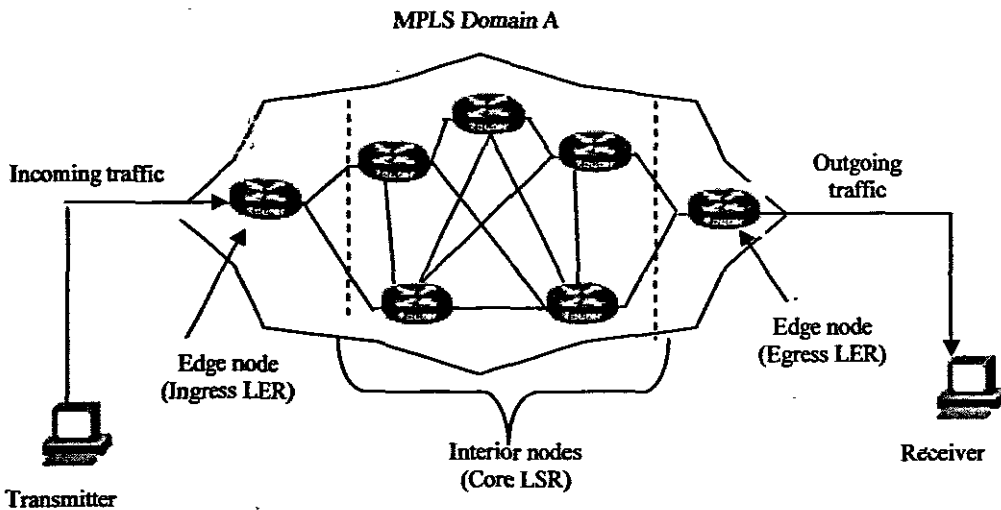 MPLS Domain A
Incoming traffic
Outgoing
traffic
Edge node
(Ingress LER)
Edge node
(Egress LER)
Interior nodes
(Core LSR)
Transmitter
Receiver